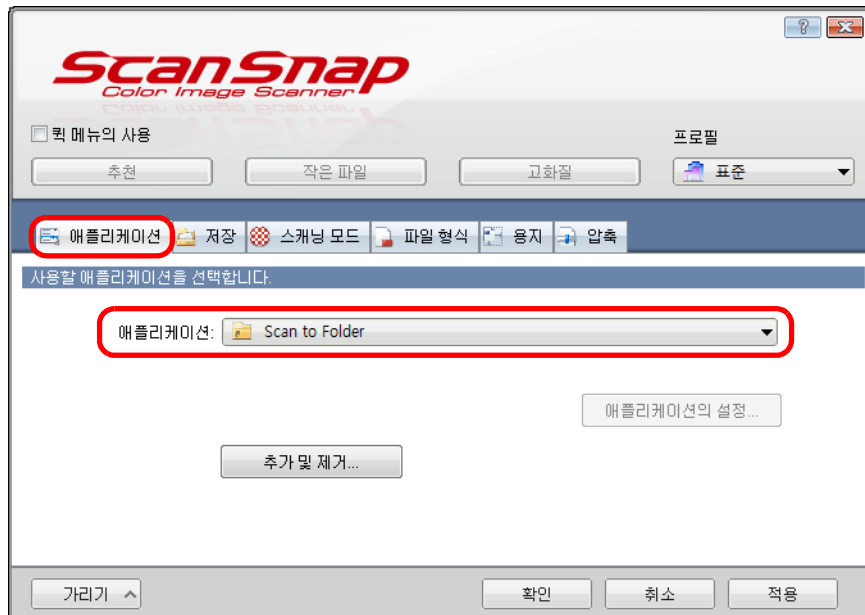 ScanSnap
Color Image Scanner
퀵 메뉴의 사용
프로필
추천 작은 파일 고화질 표준
애플리케이션 저장 스캐닝 모드 파일 형식 용지 압축
사용할 애플리케이션을 선택합니다.
애플리케이션: Scan to Folder
애플리케이션의 설정...
추가 및 제거...
가리기 확인 취소 적용